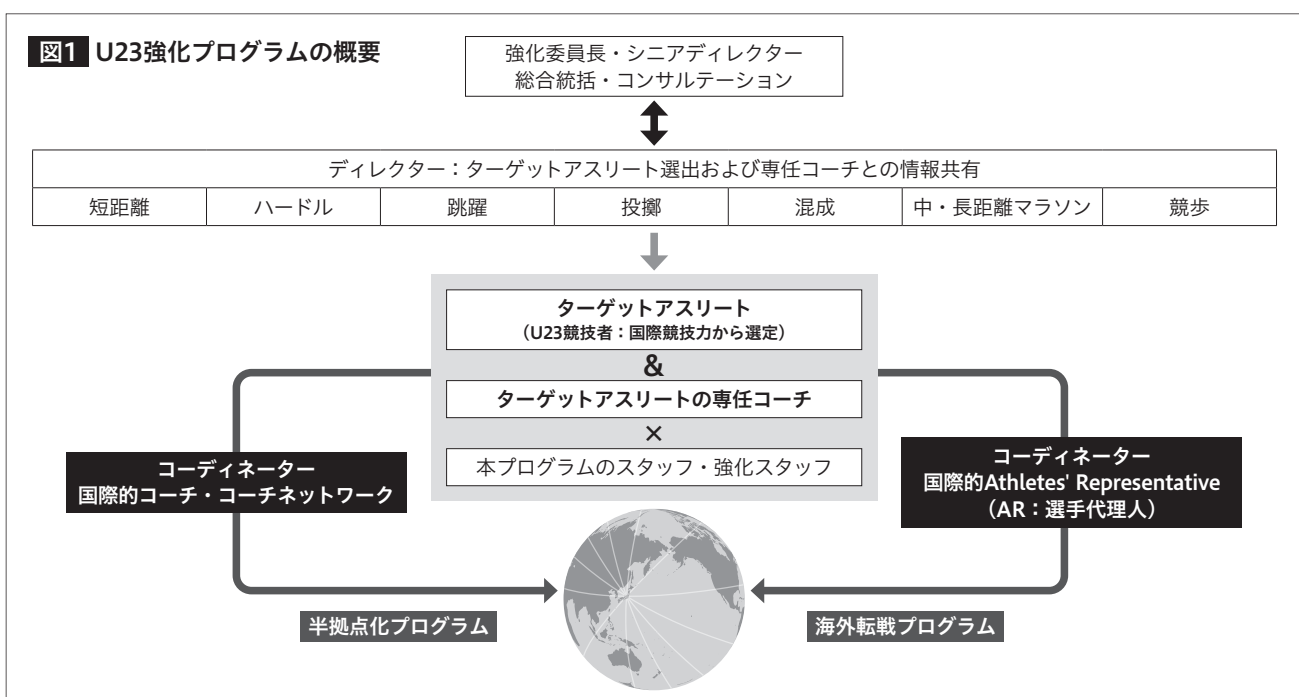 図1 U23強化プログラムの概要
強化委員長・シニアディレクター
総合統括・コンサルテーション
ディレクター：ターゲットアスリート選出および専任コーチとの情報共有
短距離
ハードル
跳躍
投擲
混成
中・長距離マラソン
競歩
ターゲットアスリート
（U23競技者：国際競技力から選定）
&
ターゲットアスリートの専任コーチ
×
本プログラムのスタッフ・強化スタッフ
コーディネーター
国際的コーチ・コーチネットワーク
コーディネーター
国際的Athletes' Representative
（AR：選手代理人）
半拠点化プログラム
海外転戦プログラム